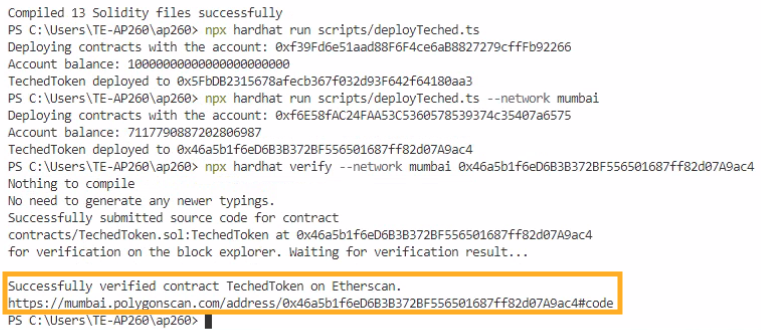 Compiled 13 Solidity files successfully
PS C:\Users\TE-AP260\ap260> npx hardhat run scripts/deployTeched.ts
Deploying contracts with the account: 0xf39Fd6e51aad88F6F4ce6aB8827279cffFb92266
Account balance: 10000000000000000000000
TechedToken deployed to 0x5FbDB2315678afecb367f032d93F642f64180aa3
PS C:\Users\TE-AP260\ap260> npx hardhat run scripts/deployTeched.ts --network mumbai
Deploying contracts with the account: 0xf6E58fAC24FAA53C5360578539374c35407a6575
Account balance: 7117790887202806987
TechedToken deployed to 0x46a5b1f6eD6B3B372BF556501687ff82d07A9ac4
PS C:\Users\TE-AP260\ap260> npx hardhat verify --network mumbai 0x46a5b1f6eD6B3B372BF556501687ff82d07A9ac4
Nothing to compile
No need to generate any newer typings.
Successfully submitted source code for contract
contracts/TechedToken.sol:TechedToken at 0x46a5b1f6eD6B3B372BF556501687ff82d07A9ac4
for verification on the block explorer. Waiting for verification result...
Successfully verified contract TechedToken on Etherscan.
https://mumbai.polygonscan.com/address/0x46a5b1f6eD6B3B372BF556501687ff82d07A9ac4#code
PS C:\Users\TE-AP260\ap260>